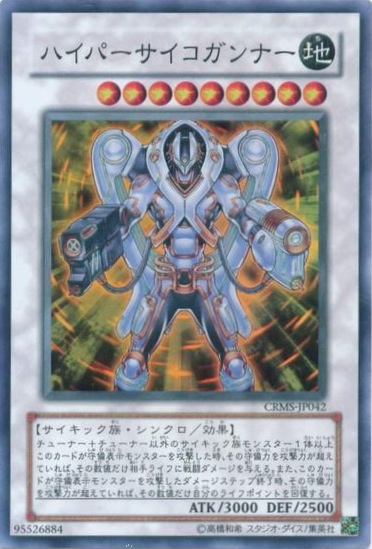 ハイパーサイコガンナー 地
CRMS-JP042
【サイキック族・シンクロ／効果】
チューナー＋チューナー以外のサイキック族モンスター１体以上
このカードが守備表示モンスターを攻撃した時、その守備力を攻撃力が超え
ていれば、その数値だけ相手ライフに戦闘ダメージを与える。また、このカー
ドが守備表示モンスターを攻撃したダメージステップ終了時、その守備力を
攻撃力が超えていれば、その数値だけ自分のライフポイントを回復する。
ATK/3000 DEF/2500
95526884 ©高橋和希 スタジオ・ダイス/集英社